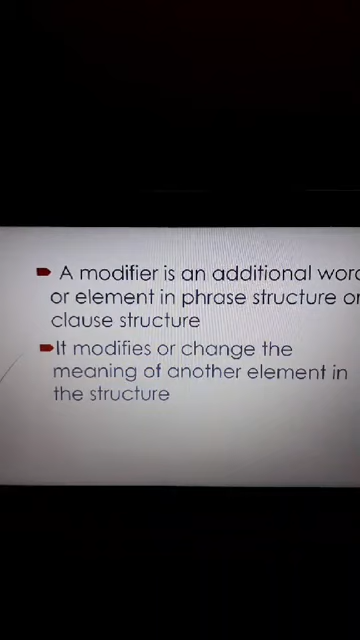 A modifier is an additional word
or element in phrase structure or
clause structure
It modifies or change the
meaning of another element in
the structure